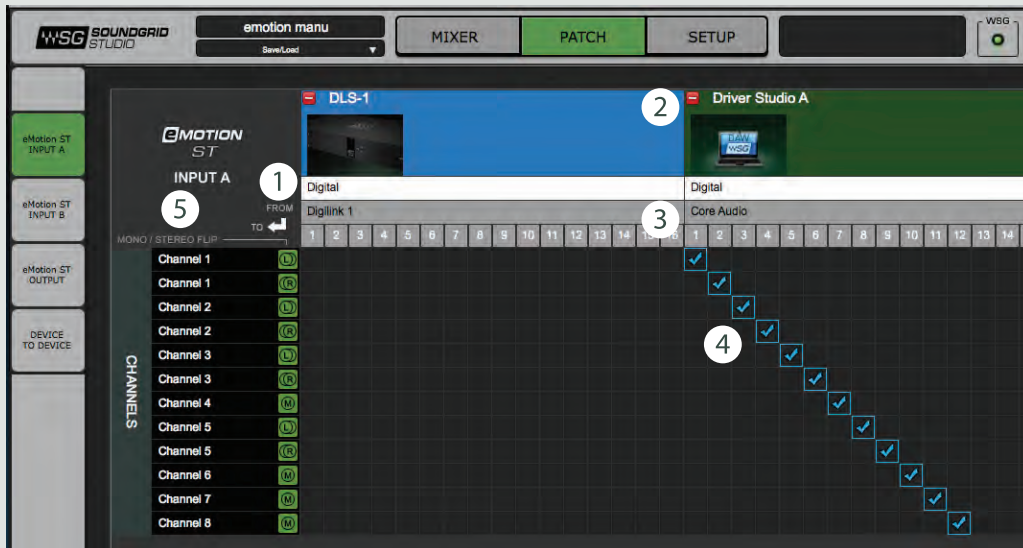 WSG SOUNDGRID STUDIO
emotion manu
Save/Load
MIXER
PATCH
SETUP
WSG
DLS-1
2
Driver Studio A
eMotion ST INPUT A
eMOTION
ST
DAW
WSG
INPUT A
1
Digital
Digital
eMotion ST INPUT B
5
FROM
Digilink 1
3
Core Audio
TO
MONO / STEREO FLIP
1 2 3 4 5 6 7 8 9 10 11 12 13 14 15 16
1 2 3 4 5 6 7 8 9 10 11 12 13 14
eMotion ST OUTPUT
DEVICE TO DEVICE
CHANNELS
Channel 1 L
Channel 1 R
Channel 2 L
Channel 2 R
4
Channel 3 L
Channel 3 R
Channel 4 M
Channel 5 L
Channel 5 R
Channel 6 M
Channel 7 M
Channel 8 M